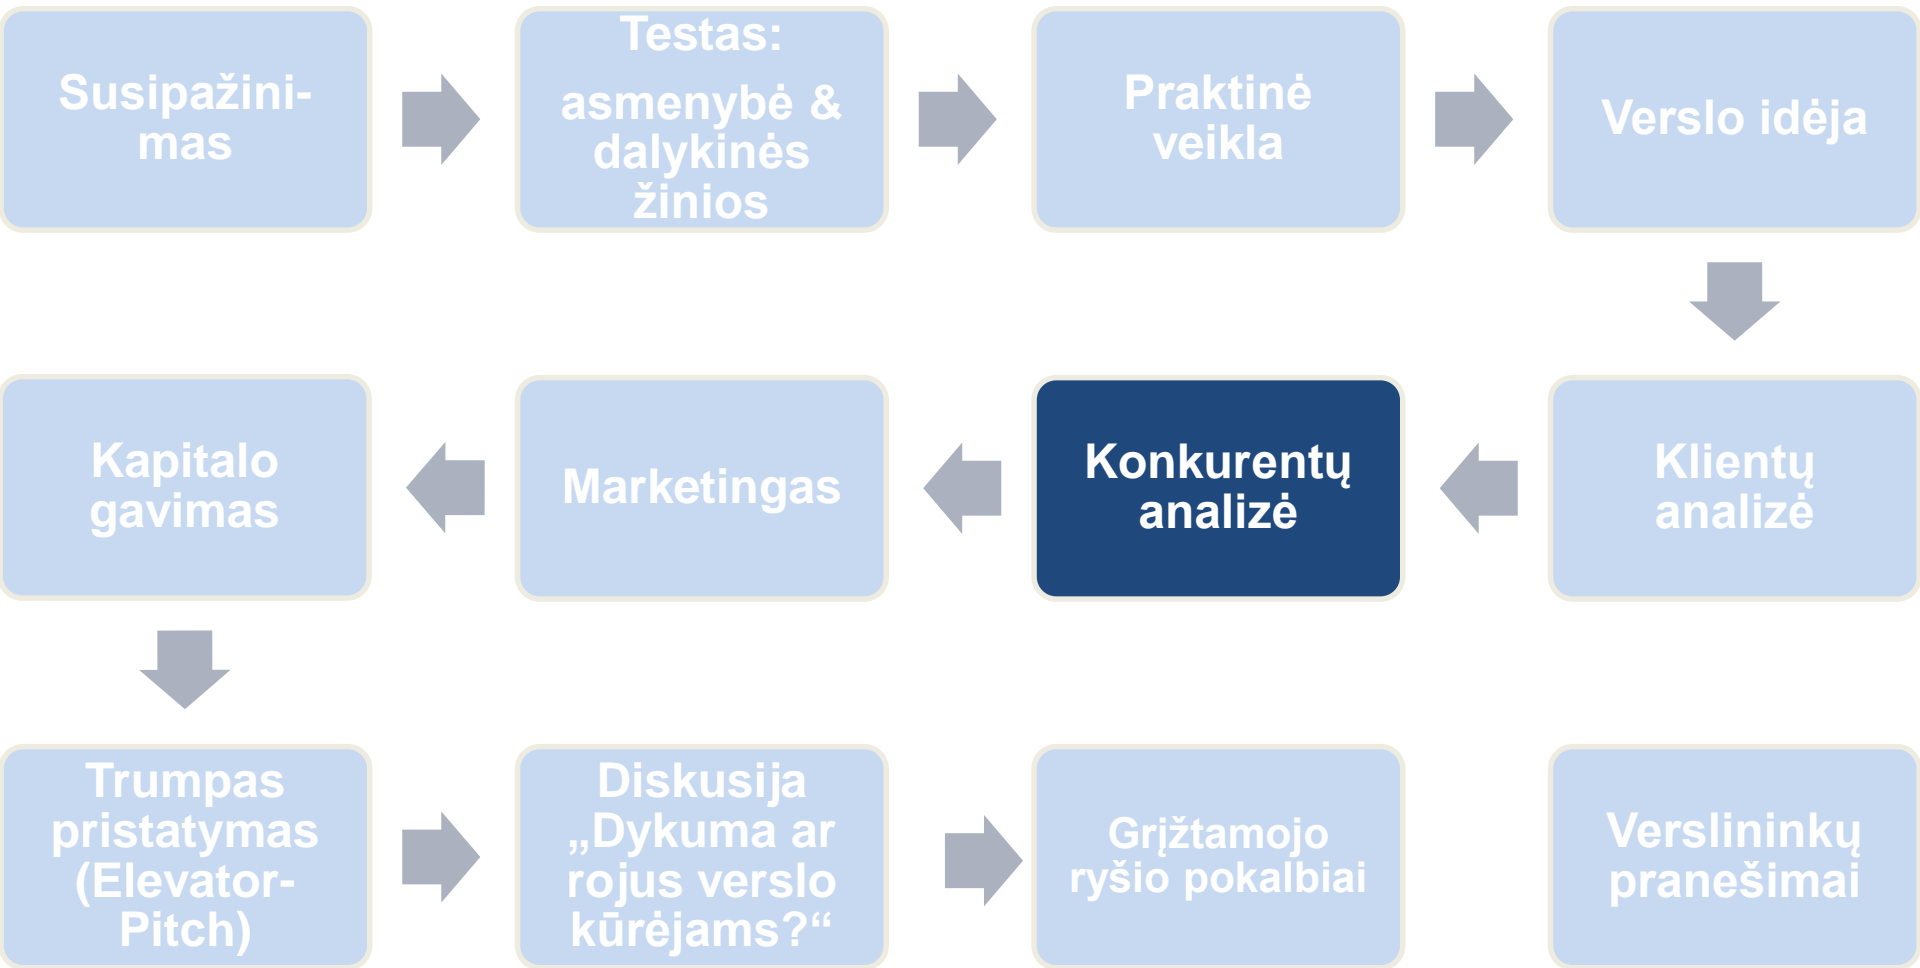 Susipažini-
mas
Testas:
asmenybė &
dalykinės
žinios
Praktinė
veikla
Verslo idėja
Kapitalo
gavimas
Marketingas
Konkurentų
analizė
Klientų
analizė
Trumpas
pristatymas
(Elevator-
Pitch)
Diskusija
„Dykuma ar
rojus verslo
kūrėjams?“
Grįžtamojo
ryšio pokalbiai
Verslininkų
pranešimai